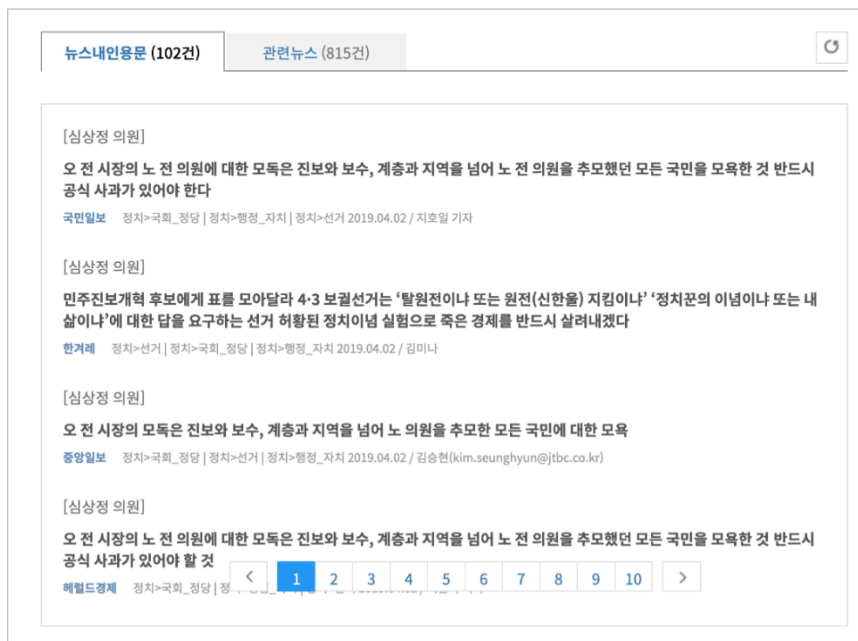 뉴스내인용문 (102건)
관련뉴스 (815건)
[심상정 의원]
오 전 시장의 노 전 의원에 대한 모독은 진보와 보수, 계층과 지역을 넘어 노 전 의원을 추모했던 모든 국민을 모욕한 것 반드시
공식 사과가 있어야 한다
국민일보 정치>국회_정당 | 정치>행정_자치 | 정치>선거 2019.04.02 / 지호일 기자
[심상정 의원]
민주진보개혁 후보에게 표를 모아달라 4·3 보궐선거는 ‘탈원전이냐 또는 원전(신한울) 지킴이냐’ ‘정치꾼의 이념이냐 또는 내
삶이냐’에 대한 답을 요구하는 선거 허황된 정치이념 실험으로 죽은 경제를 반드시 살려내겠다
한겨레 정치>선거 | 정치>국회_정당 | 정치>행정_자치 2019.04.02 / 김미나
[심상정 의원]
오 전 시장의 모독은 진보와 보수, 계층과 지역을 넘어 노 의원을 추모한 모든 국민에 대한 모욕
중앙일보 정치>국회_정당 | 정치>선거 | 정치>행정_자치 2019.04.02 / 김승현(kim.seunghyun@jtbc.co.kr)
[심상정 의원]
오 전 시장의 노 전 의원에 대한 모독은 진보와 보수, 계층과 지역을 넘어 노 전 의원을 추모했던 모든 국민을 모욕한 것 반드시
공식 사과가 있어야 할 것
< 1 2 3 4 5 6 7 8 9 10 >
헤럴드경제 정치>국회_정당 |